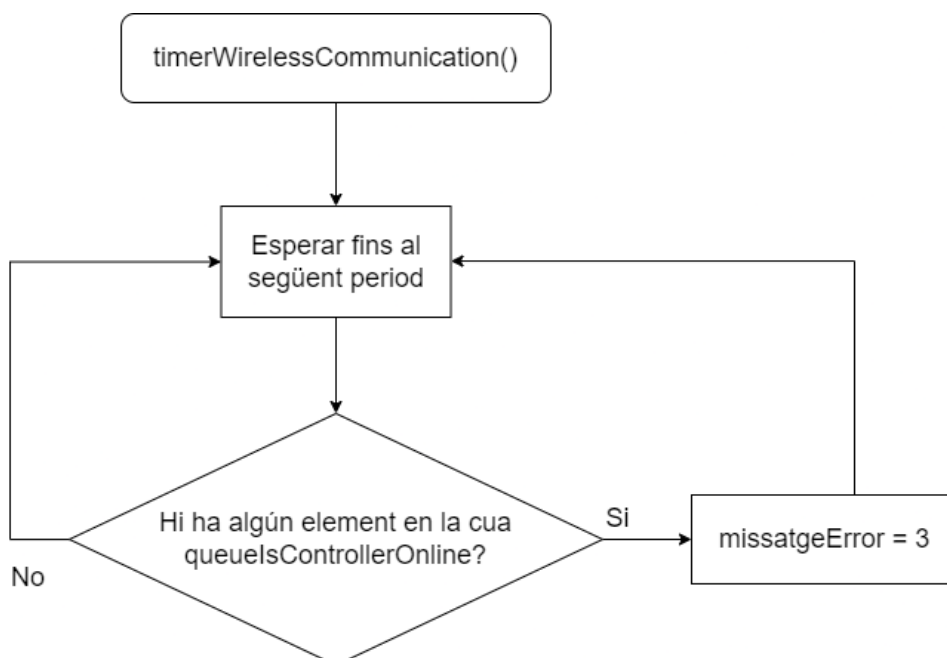 timerWirelessCommunication()
Esperar fins al
següent period
Hi ha algún element en la cua
queueIsControllerOnline?
Si
missatgeError = 3
No